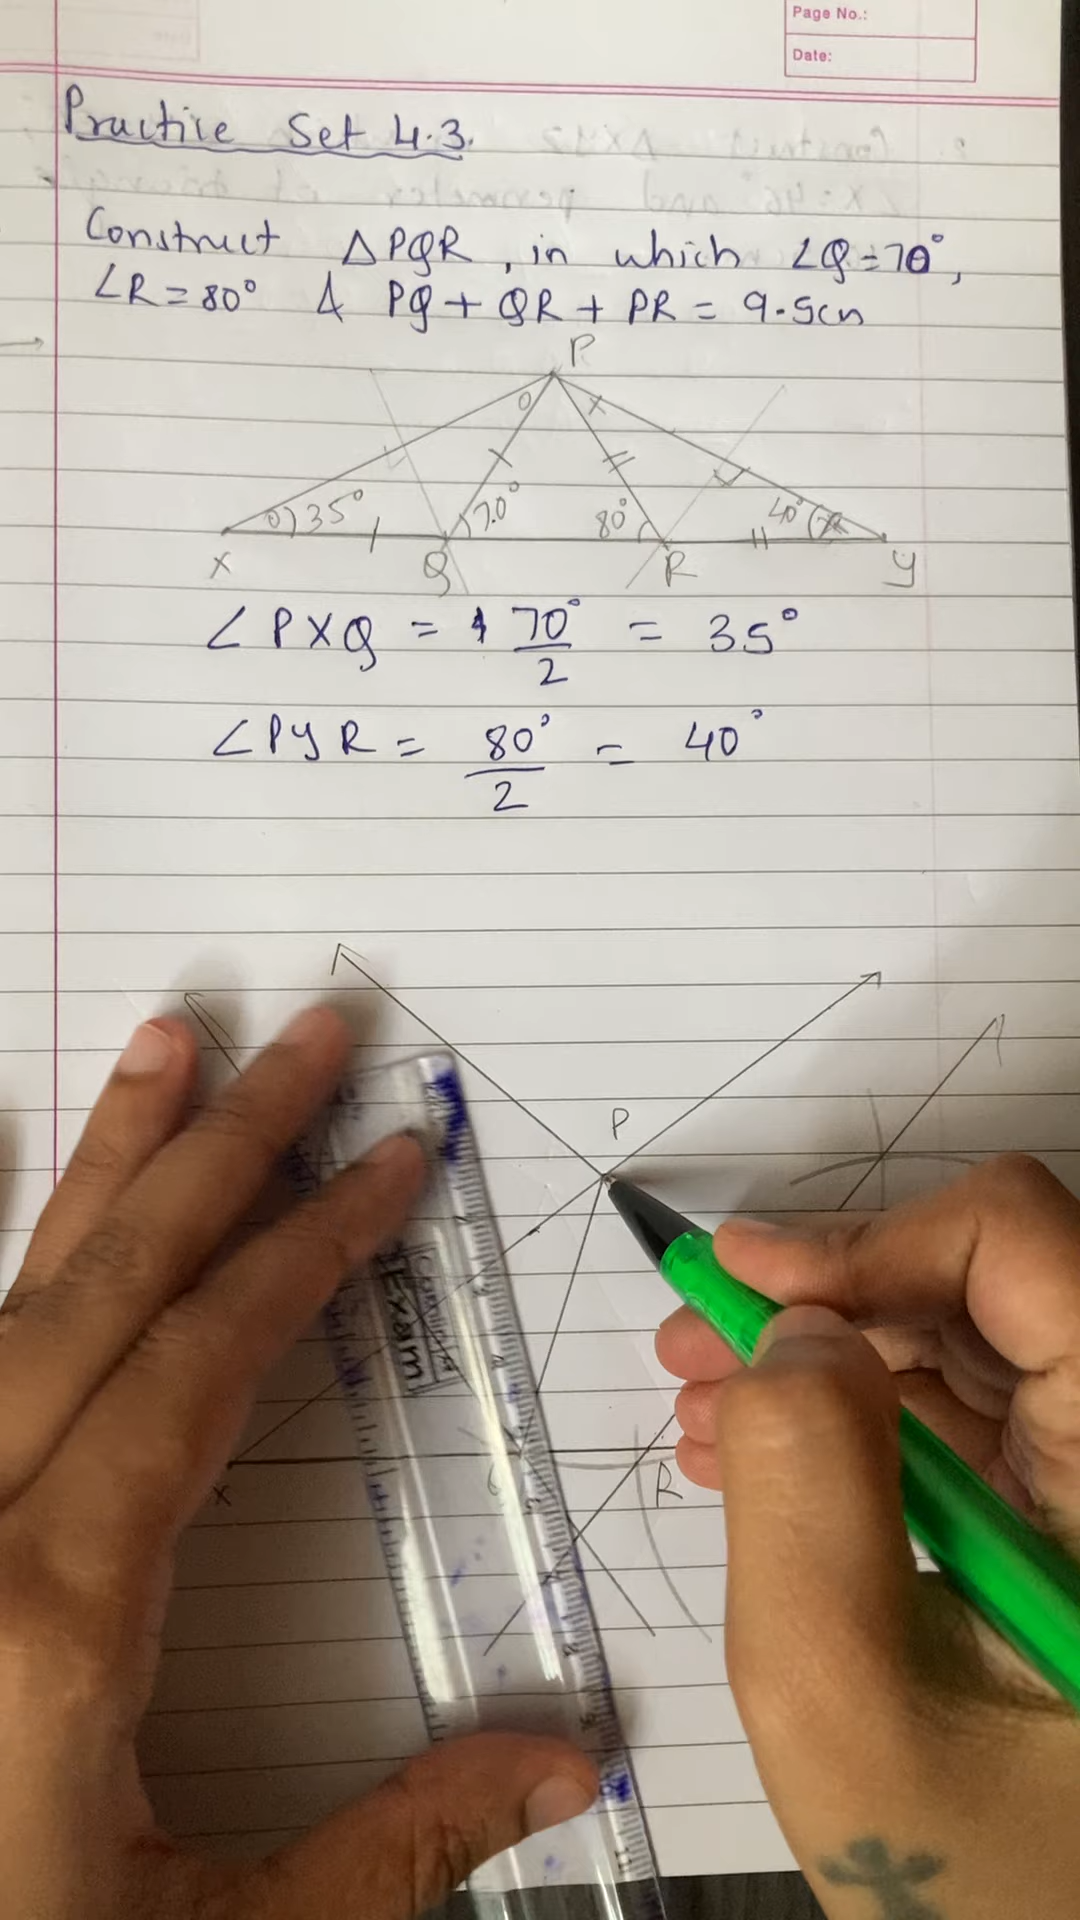 Page No.:
Date:
Practice Set 4.3.
Construct ΔPQR, in which ∠Q=70°,
∠R=80° & PQ+QR+PR=9.5cm
P
o x
o 35° 70° 80° 40° x
X Q R Y
∠PXQ = 70°/2 = 35°
∠PYR = 80°/2 = 40°
P
Exam
X R